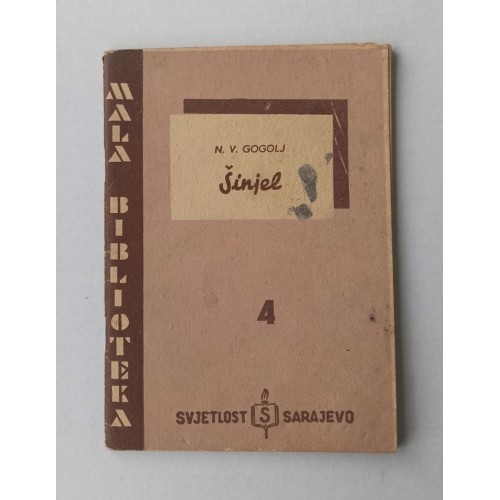 MALA BIBLIOTEKA
N. V. GOGOLJ
Šinjel
4
SVJETLOST S SARAJEVO